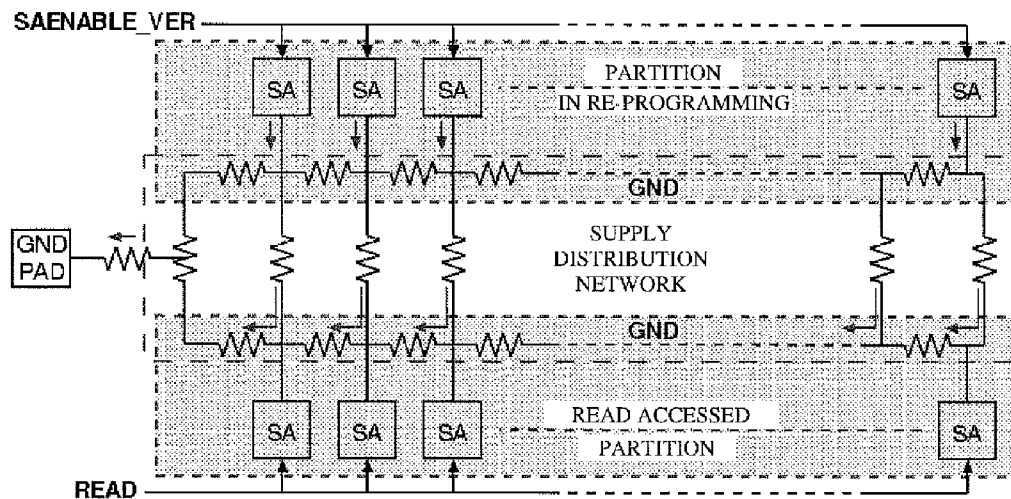 SAENABLE_VER
SA SA SA SA
PARTITION
IN RE-PROGRAMMING
GND
GND
PAD
SUPPLY
DISTRIBUTION
NETWORK
GND
SA SA SA SA
READ ACCESSED
PARTITION
READ